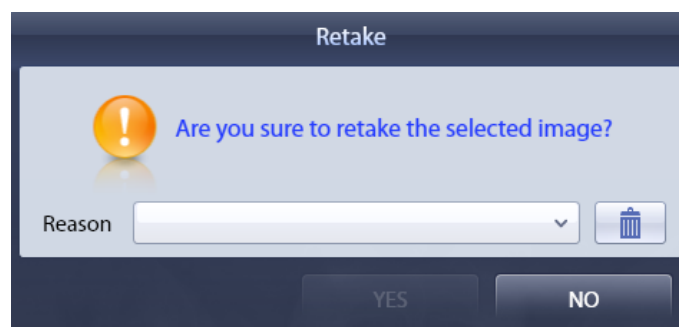 Retake
Are you sure to retake the selected image?
Reason
YES
NO